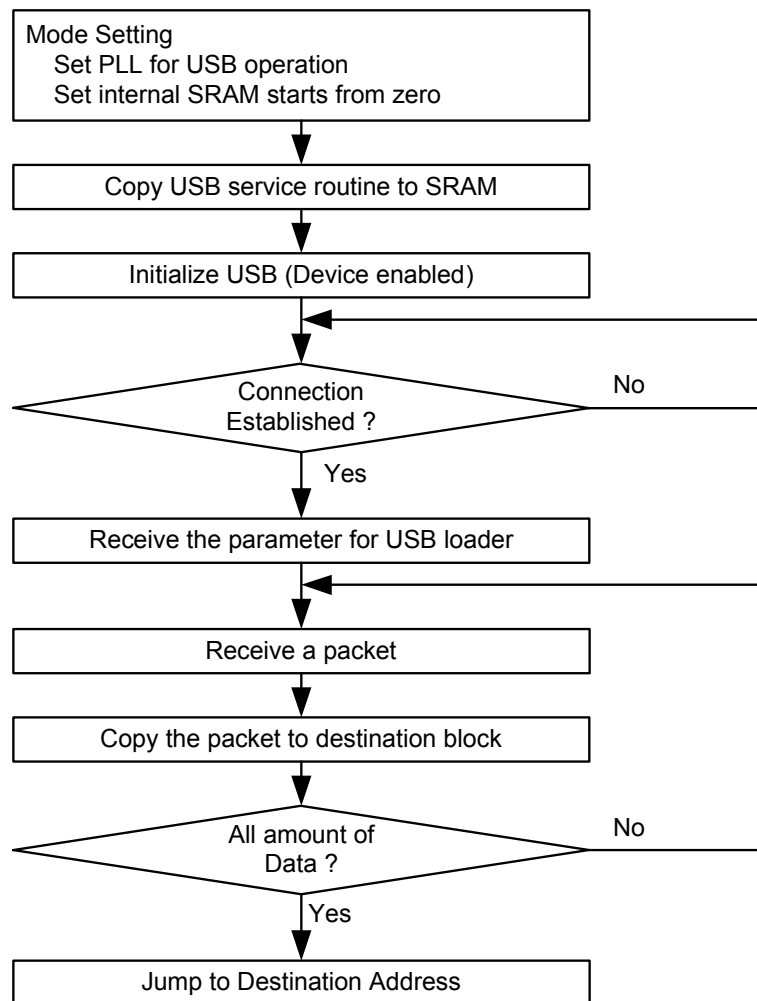 Mode Setting
Set PLL for USB operation
Set internal SRAM starts from zero
Copy USB service routine to SRAM
Initialize USB (Device enabled)
Connection
Established ?
No
Yes
Receive the parameter for USB loader
Receive a packet
Copy the packet to destination block
All amount of
Data ?
No
Yes
Jump to Destination Address